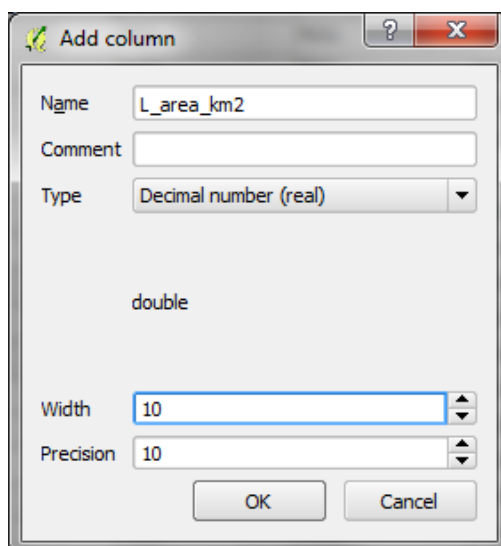 Add column
Name L_area_km2
Comment
Type Decimal number (real)
double
Width 10
Precision 10
OK Cancel